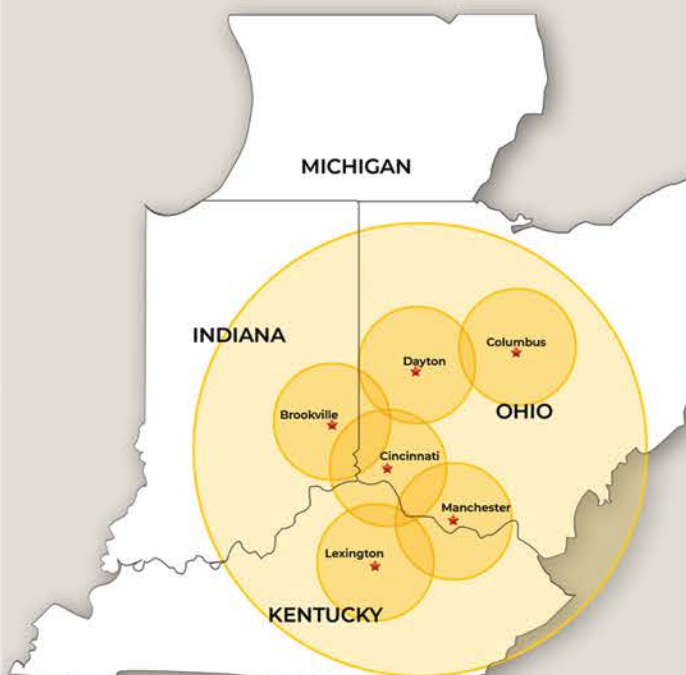 MICHIGAN
INDIANA
Columbus
Dayton
OHIO
Brookville
Cincinnati
Manchester
Lexington
KENTUCKY